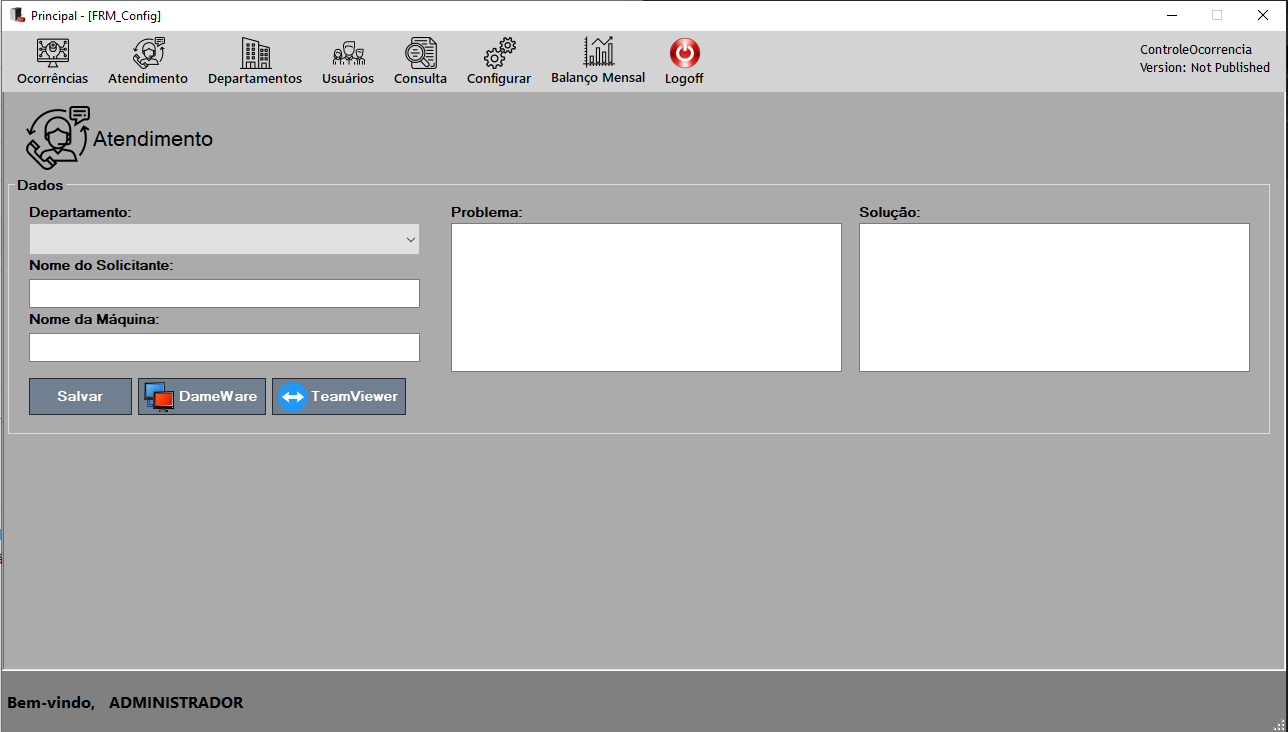 Principal - [FRM_Config]
Ocorrências Atendimento Departamentos Usuários Consulta Configurar Balanço Mensal Logoff
ControleOcorrencia
Version: Not Published
Atendimento
Dados
Departamento:
Nome do Solicitante:
Nome da Máquina:
Problema:
Solução:
Salvar DameWare TeamViewer
Bem-vindo, ADMINISTRADOR